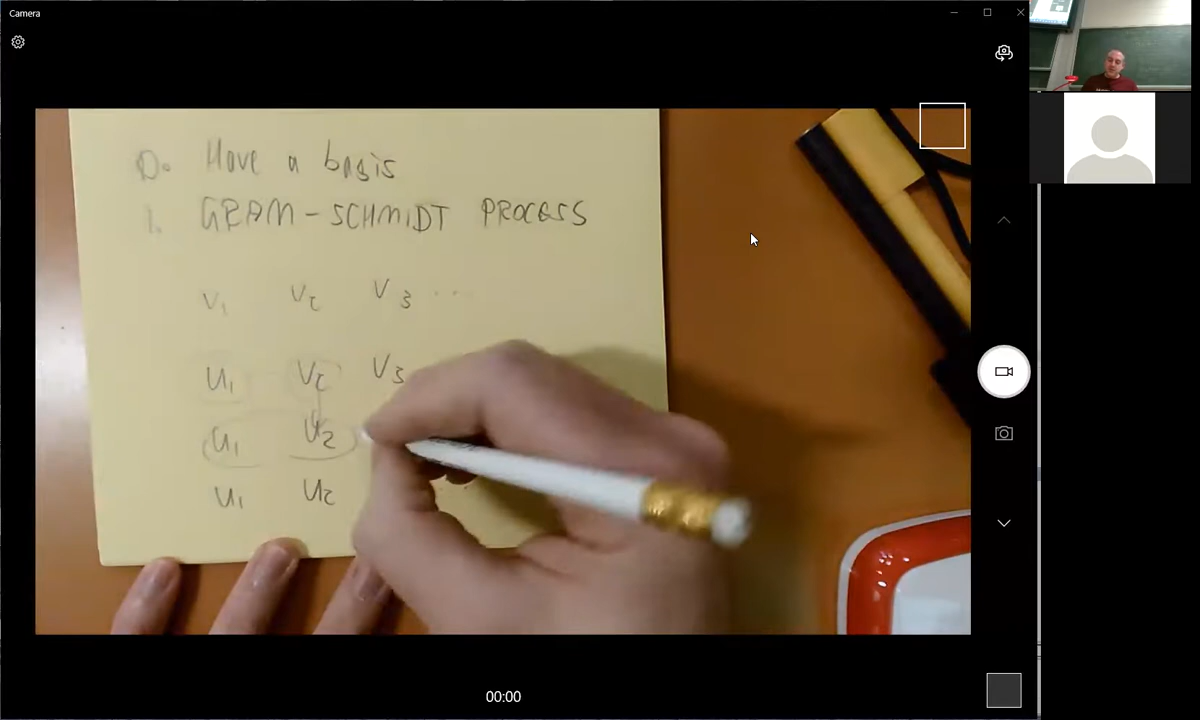 Camera
0. Have a basis
1. GRAM-SCHMIDT PROCESS
V1 V2 V3 ...
U1 V2 V3
U1 U2
U1 U2
00:00